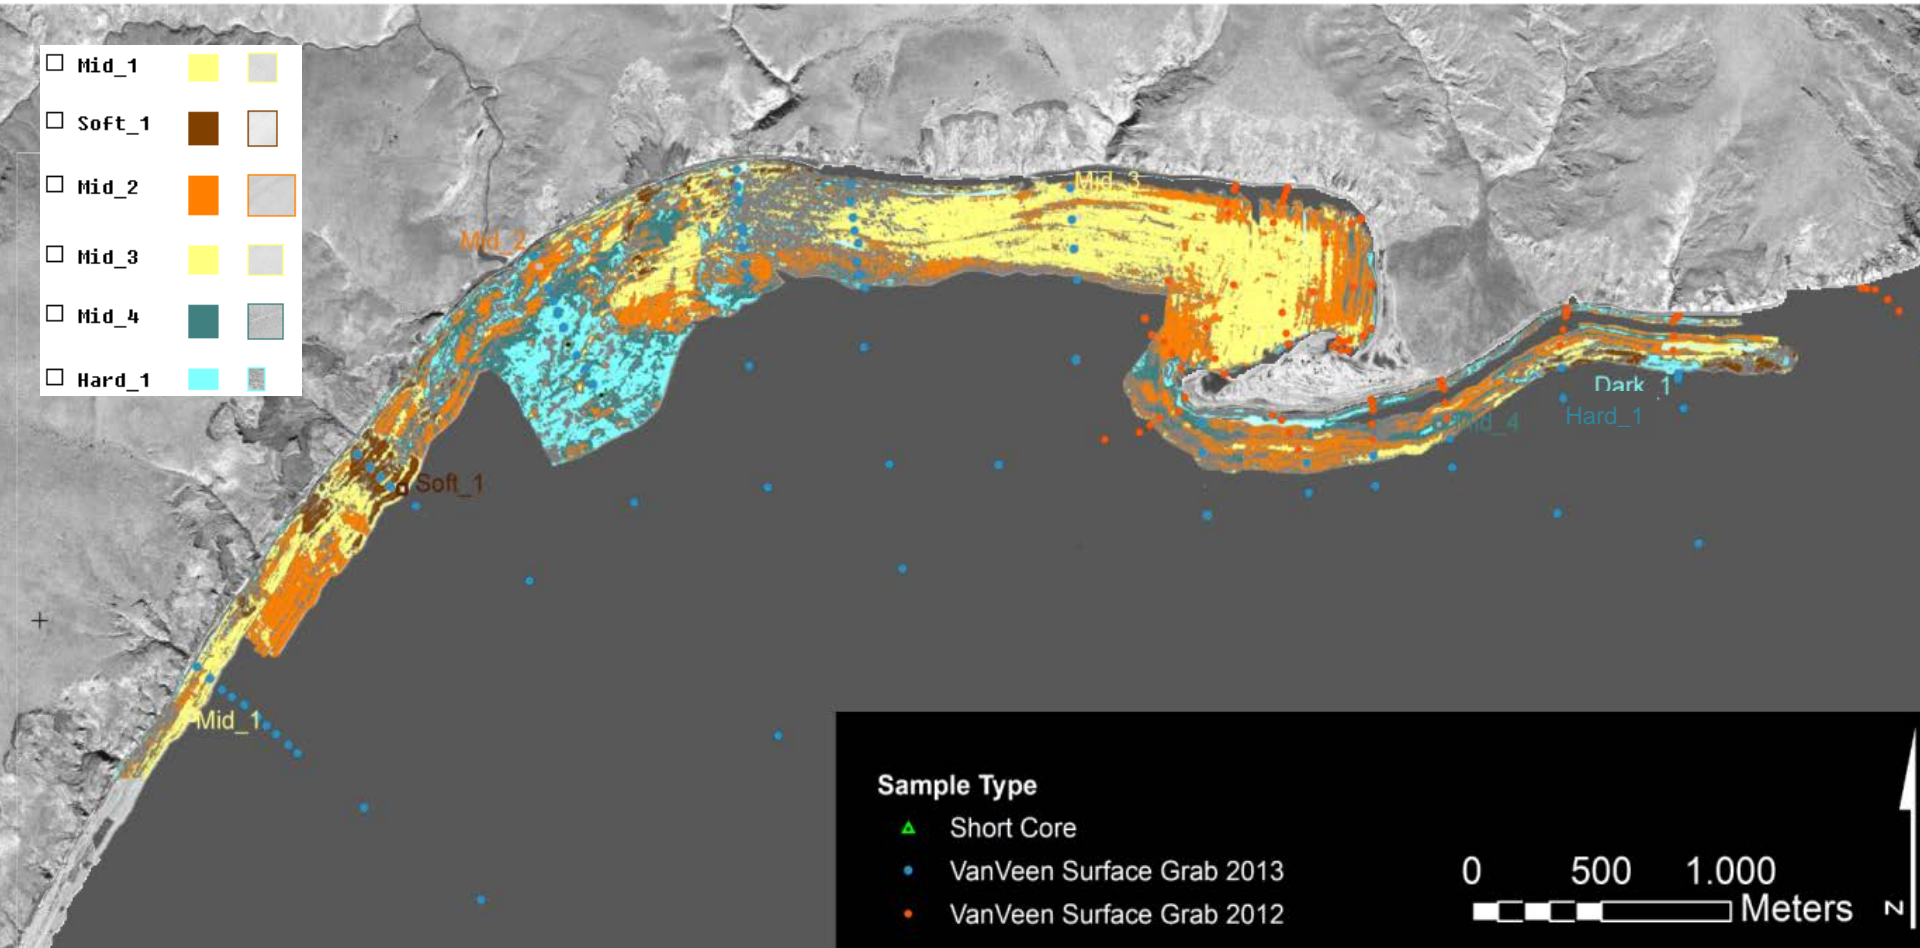 Mid_1
Soft_1
Mid_2
Mid_3
Mid_4
Hard_1
Mid_3
Mid_2
Dark_1
Hard_1
Mid_4
Soft_1
Mid_1
Sample Type
Short Core
VanVeen Surface Grab 2013
VanVeen Surface Grab 2012
0 500 1.000
Meters
N